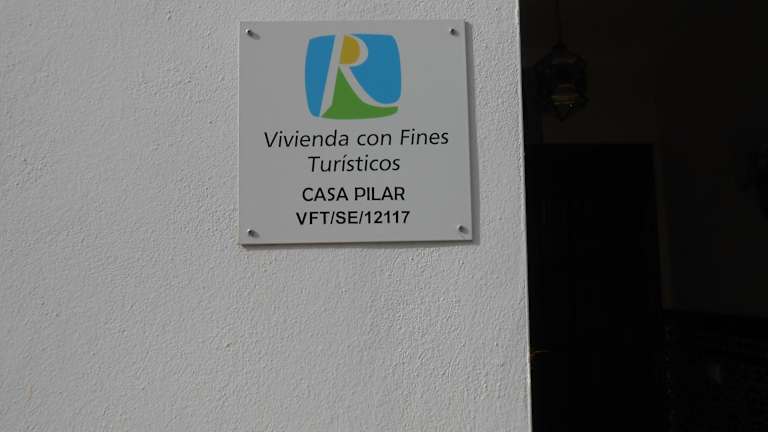 R
Vivienda con Fines
Turísticos
CASA PILAR
VFT/SE/12117